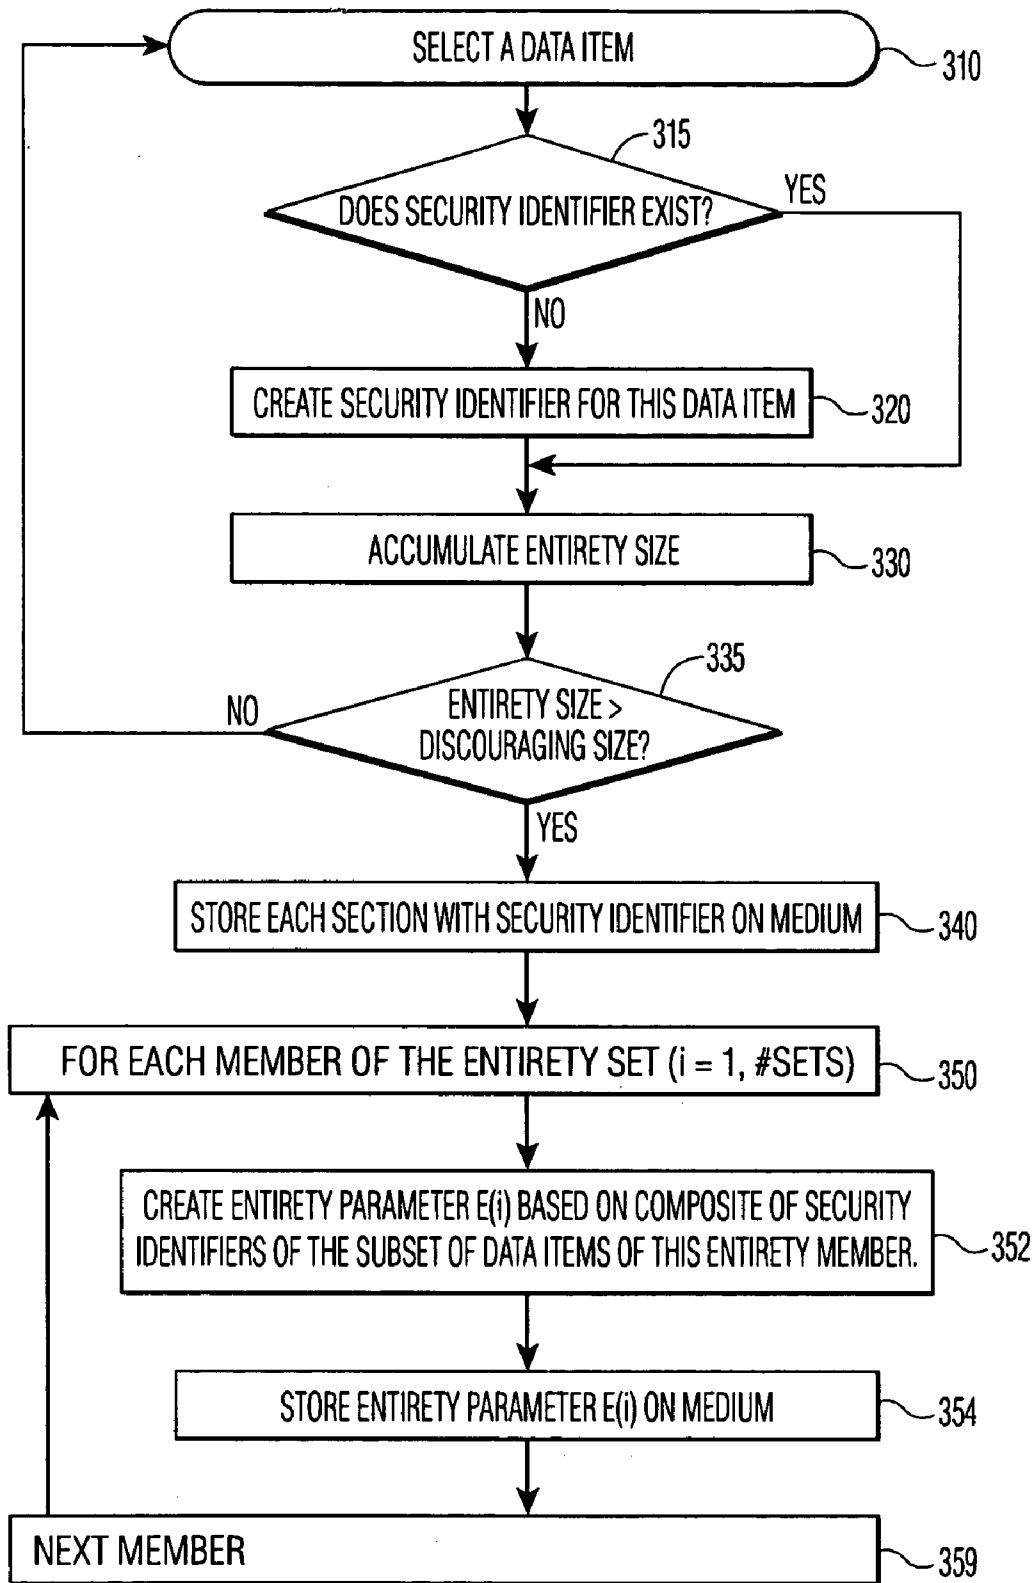 SELECT A DATA ITEM
310
315
DOES SECURITY IDENTIFIER EXIST?
YES
NO
CREATE SECURITY IDENTIFIER FOR THIS DATA ITEM
320
ACCUMULATE ENTIRETY SIZE
330
335
ENTIRETY SIZE >
DISCOURAGING SIZE?
NO
YES
STORE EACH SECTION WITH SECURITY IDENTIFIER ON MEDIUM
340
FOR EACH MEMBER OF THE ENTIRETY SET (i = 1, #SETS)
350
CREATE ENTIRETY PARAMETER E(i) BASED ON COMPOSITE OF SECURITY
IDENTIFIERS OF THE SUBSET OF DATA ITEMS OF THIS ENTIRETY MEMBER.
352
STORE ENTIRETY PARAMETER E(i) ON MEDIUM
354
NEXT MEMBER
359